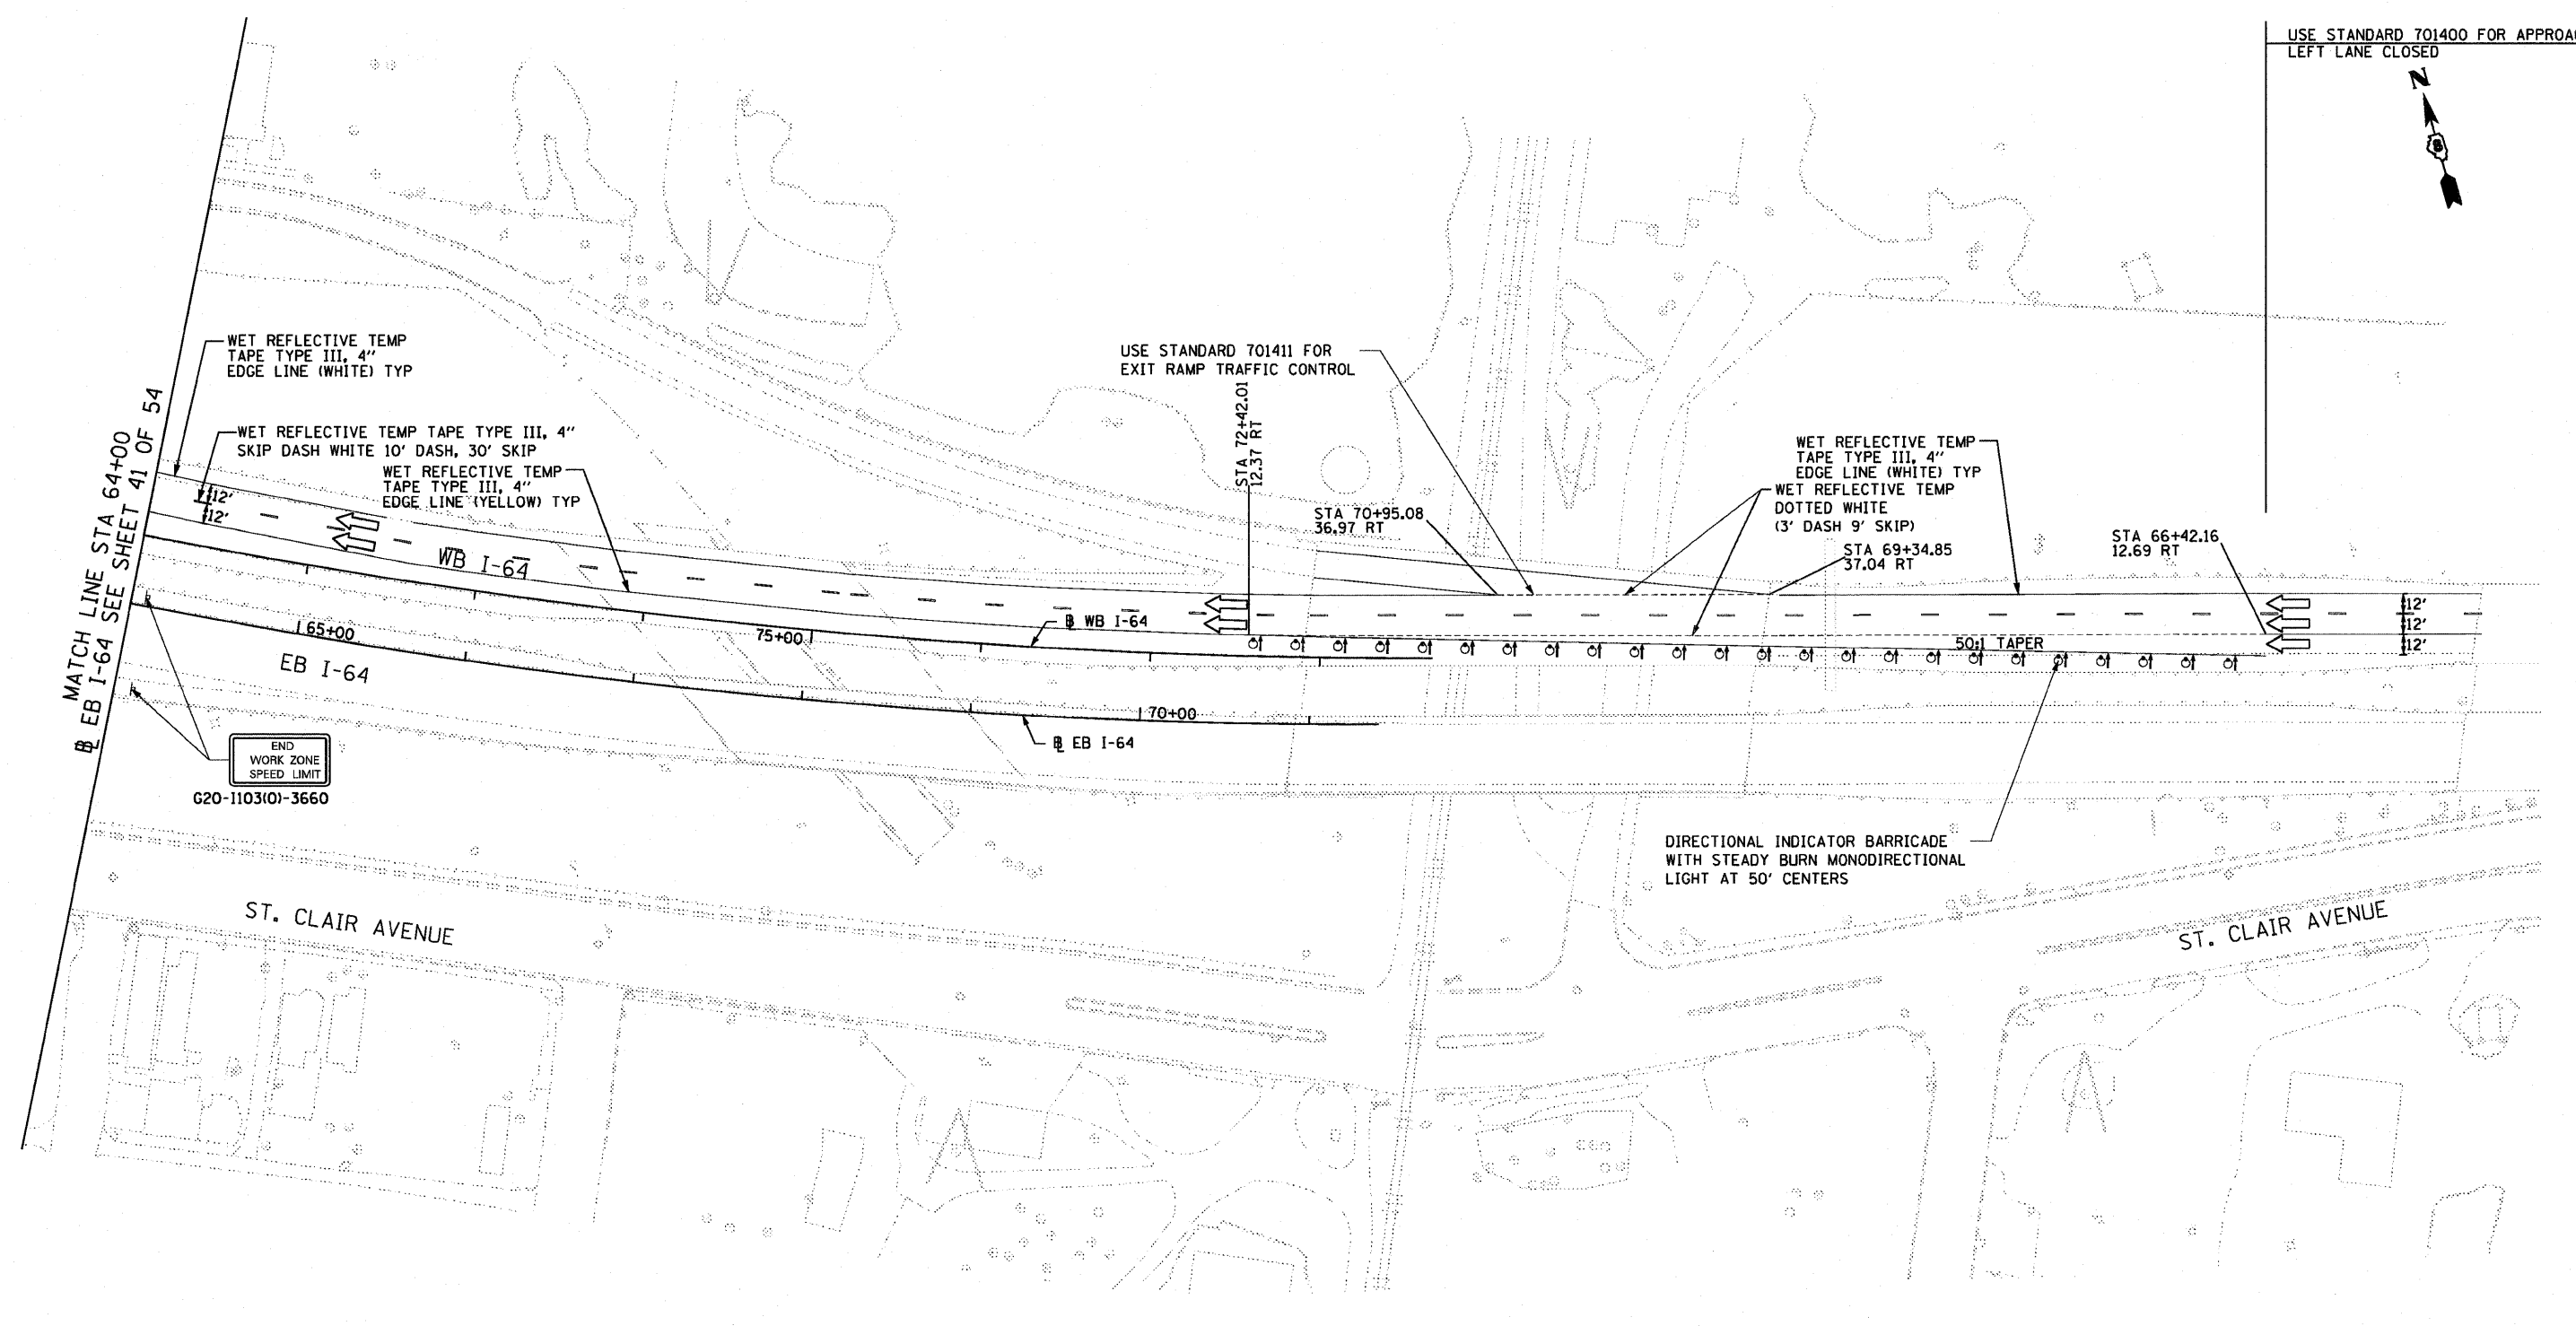 USE STANDARD 701400 FOR
LEFT LANE CLOSED
N
WET REFLECTIVE TEMP
TAPE TYPE III, 4"
EDGE LINE (WHITE) TYP
WET REFLECTIVE TEMP TAPE TYPE III, 4"
SKIP DASH WHITE 10' DASH, 30' SKIP
WET REFLECTIVE TEMP
TAPE TYPE III, 4"
EDGE LINE (YELLOW) TYP
USE STANDARD 701411 FOR
EXIT RAMP TRAFFIC CONTROL
STA 72+42.01
12.37 RT
STA 70+95.08
36.97 RT
WET REFLECTIVE TEMP
TAPE TYPE III, 4"
EDGE LINE (WHITE) TYP
WET REFLECTIVE TEMP
DOTTED WHITE
(3' DASH 9' SKIP)
STA 69+34.85
37.04 RT
STA 66+42.16
12.69 RT
MATCH LINE STA 64+00
℄ EB I-64 SEE SHEET 41 OF 54
12'
12'
WB I-64
12'
12'
12'
65+00
75+00
B WB I-64
50:1 TAPER
EB I-64
70+00
B EB I-64
END
WORK ZONE
SPEED LIMIT
G20-I103(0)-3660
DIRECTIONAL INDICATOR BARRICADE
WITH STEADY BURN MONODIRECTIONAL
LIGHT AT 50' CENTERS
ST. CLAIR AVENUE
ST. CLAIR AVENUE